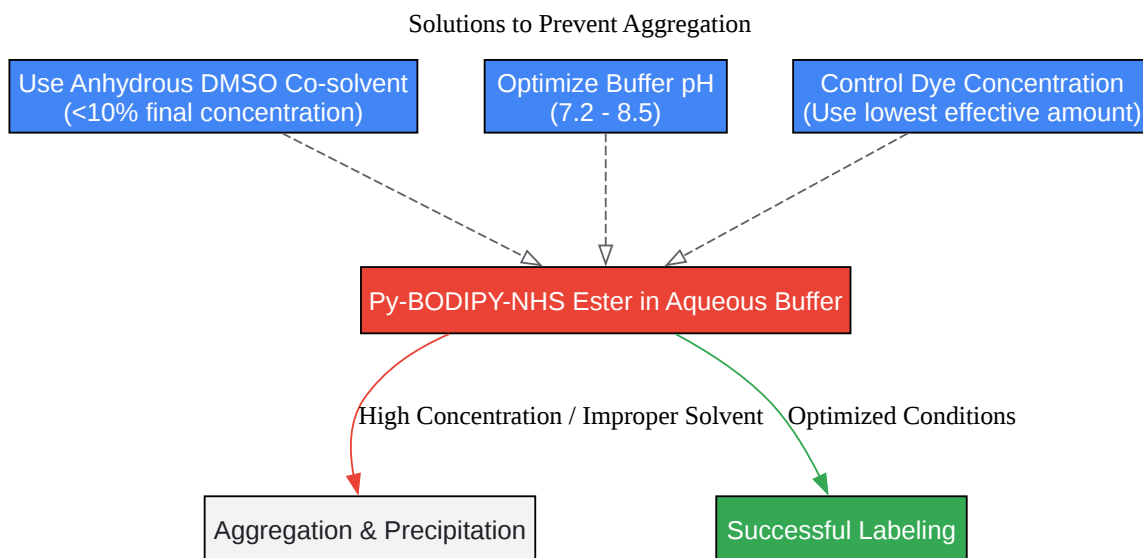 Solutions to Prevent Aggregation
Use Anhydrous DMSO Co-solvent
(<10% final concentration)
Optimize Buffer pH
(7.2 - 8.5)
Control Dye Concentration
(Use lowest effective amount)
Py-BODIPY-NHS Ester in Aqueous Buffer
High Concentration / Improper Solvent
Optimized Conditions
Aggregation & Precipitation
Successful Labeling